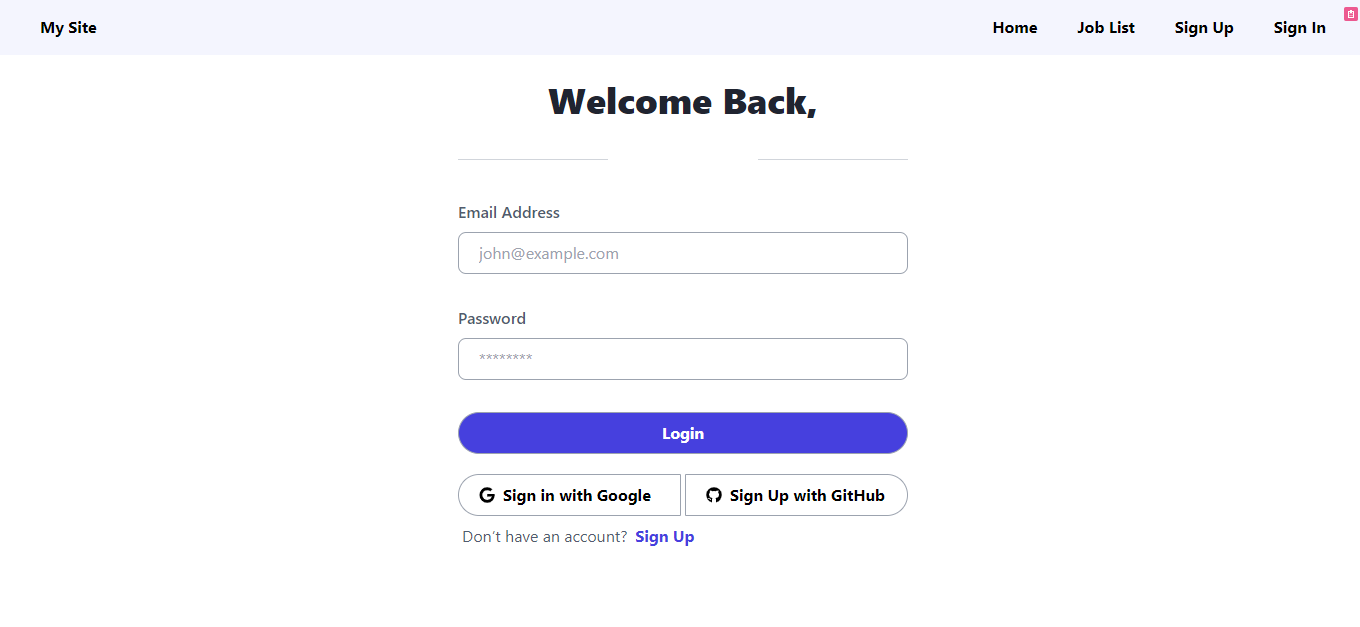 My Site Home Job List Sign Up Sign In
Welcome Back,
Email Address
john@example.com
Password
********
Login
Sign in with Google Sign Up with GitHub
Don't have an account? Sign Up